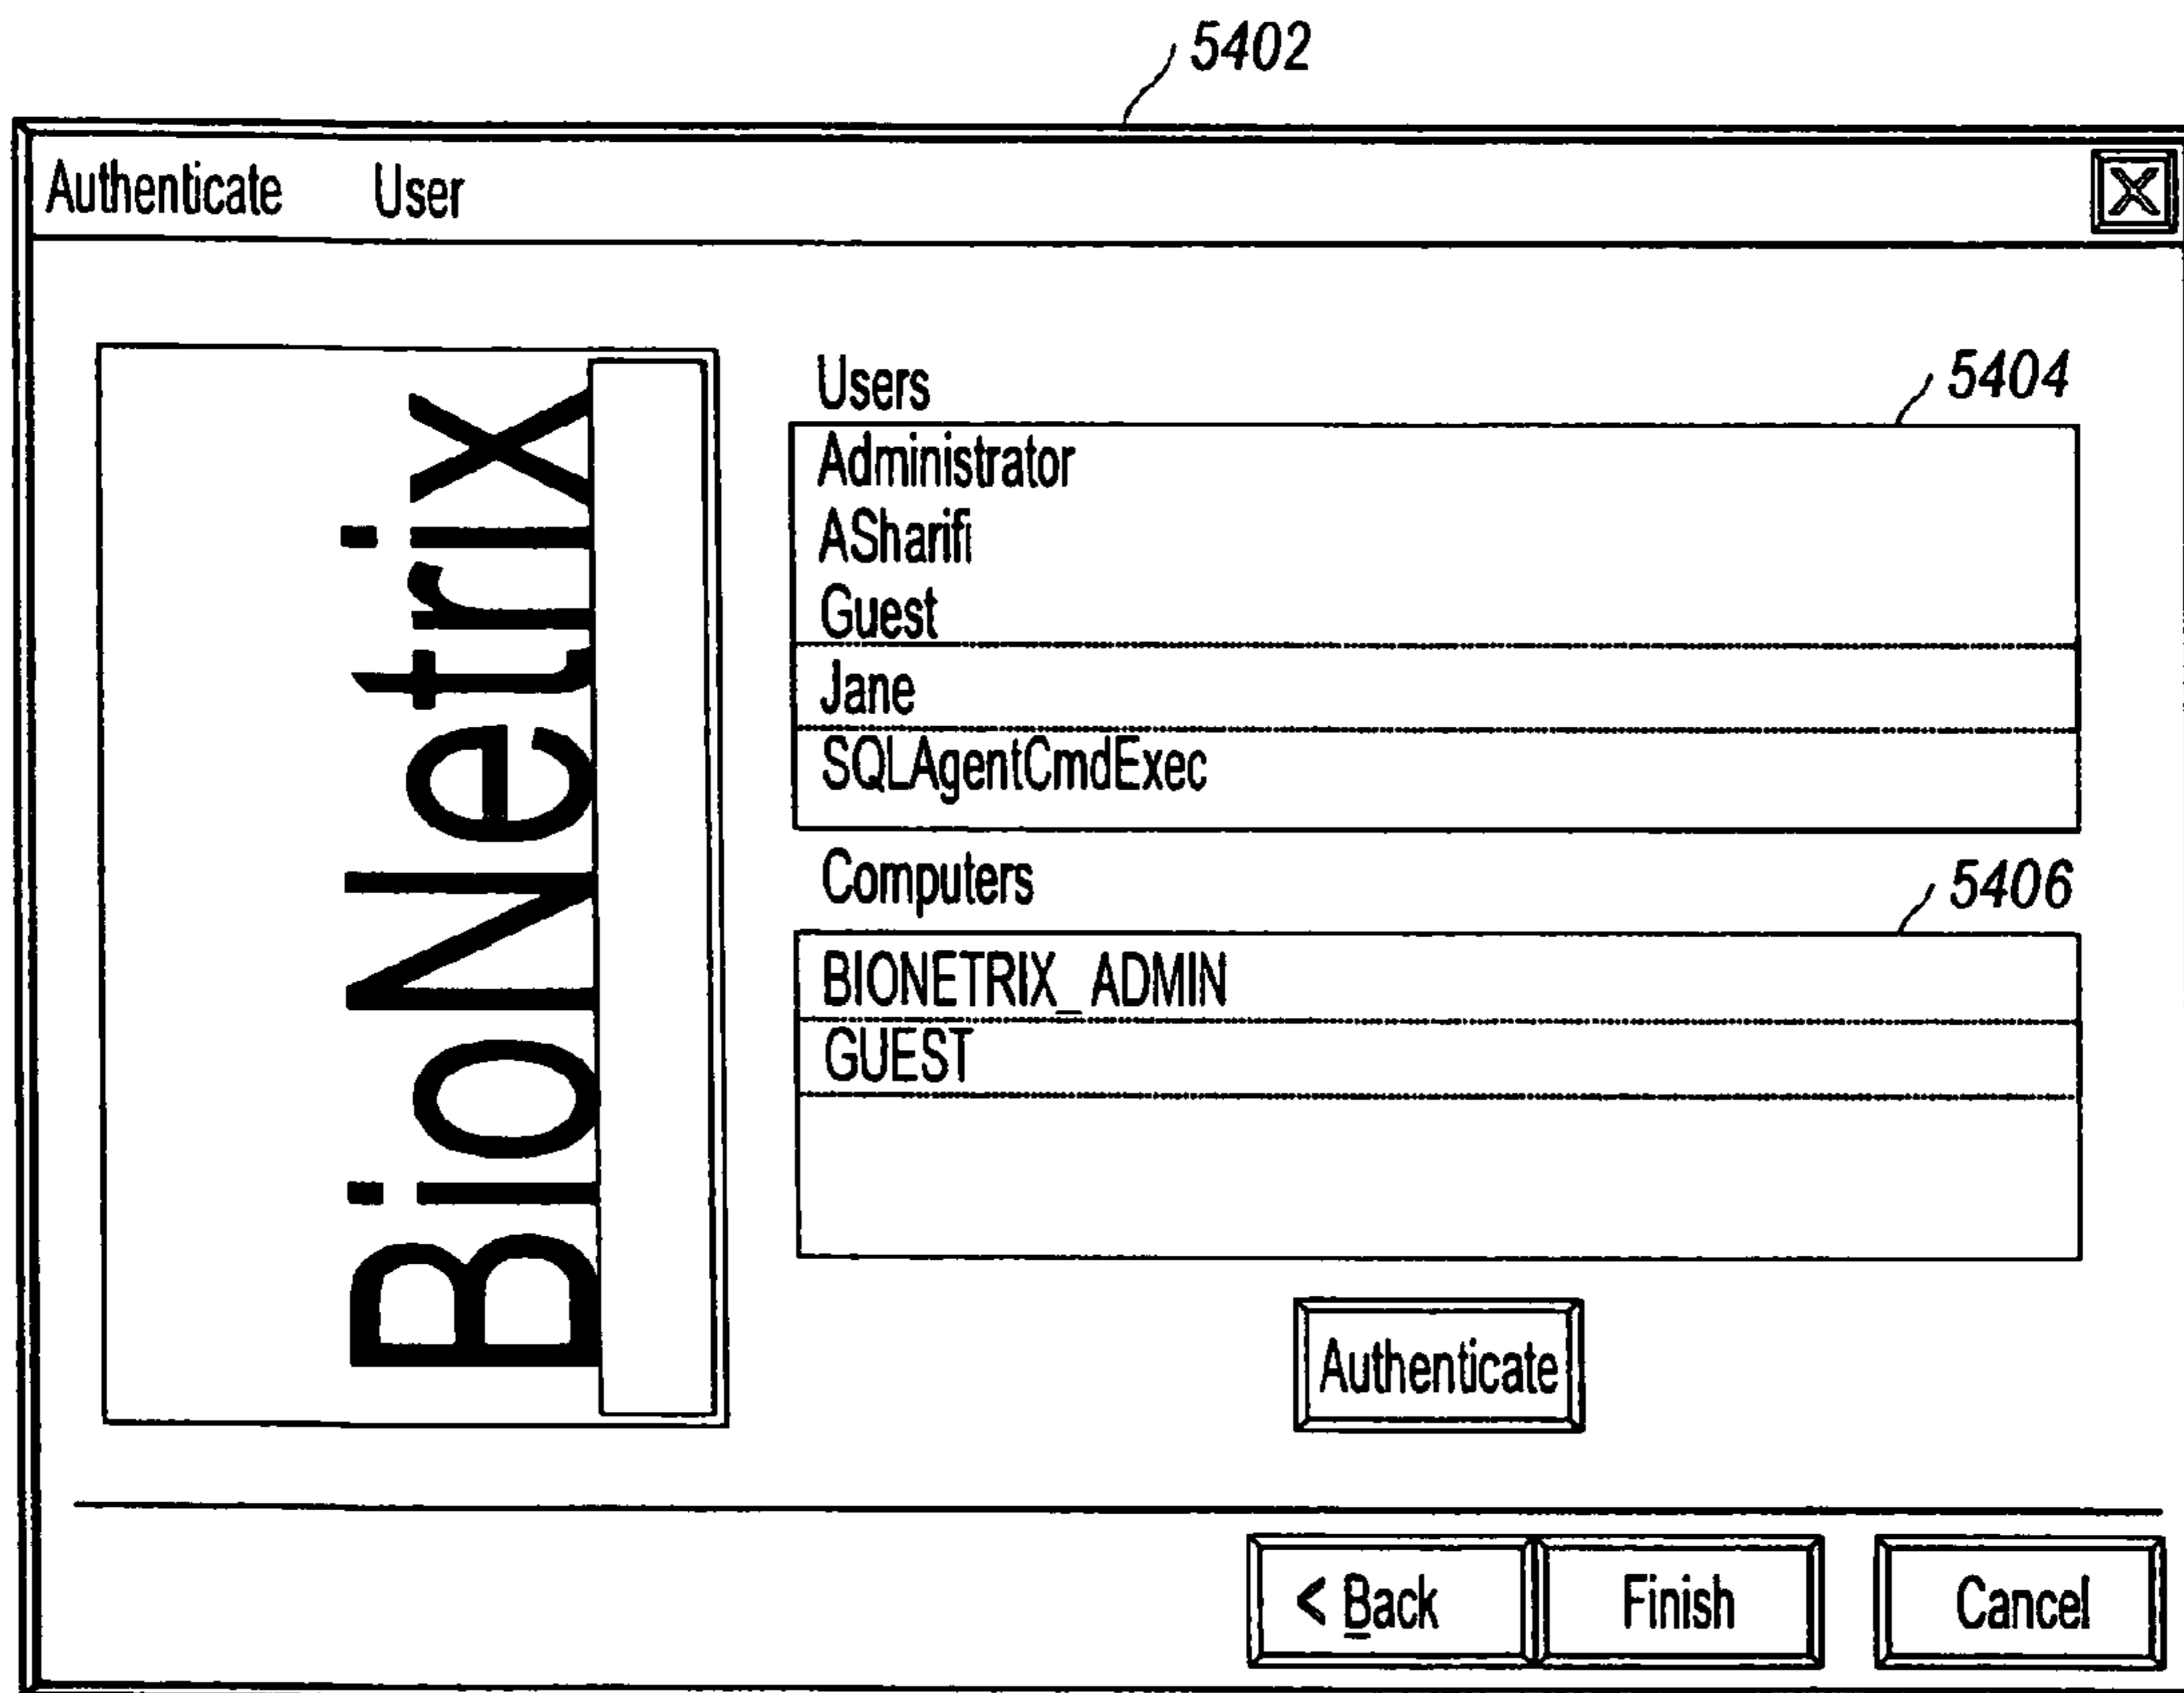 5402
Authenticate User
X
BioNetrix
Users
5404
Administrator
ASharifi
Guest
Jane
SQLAgentCmdExec
Computers
5406
BIONETRIX_ADMIN
GUEST
Authenticate
< Back
Finish
Cancel